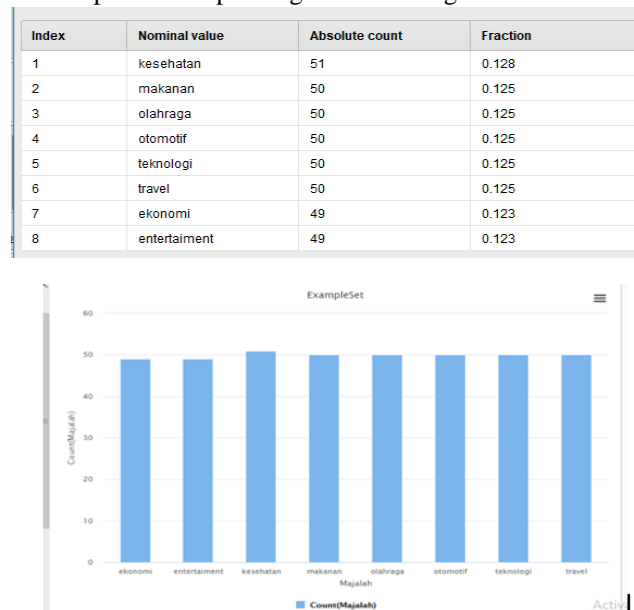 Index Nominal value Absolute count Fraction
1 kesehatan 51 0.128
2 makanan 50 0.125
3 olahraga 50 0.125
4 otomotif 50 0.125
5 teknologi 50 0.125
6 travel 50 0.125
7 ekonomi 49 0.123
8 entertaiment 49 0.123
ExampleSet
60
50
40
30
20
10
0
Count(Majalah)
ekonomi entertaiment kesehatan makanan olahraga otomotif teknologi travel
Majalah
Count(Majalah)
Activ